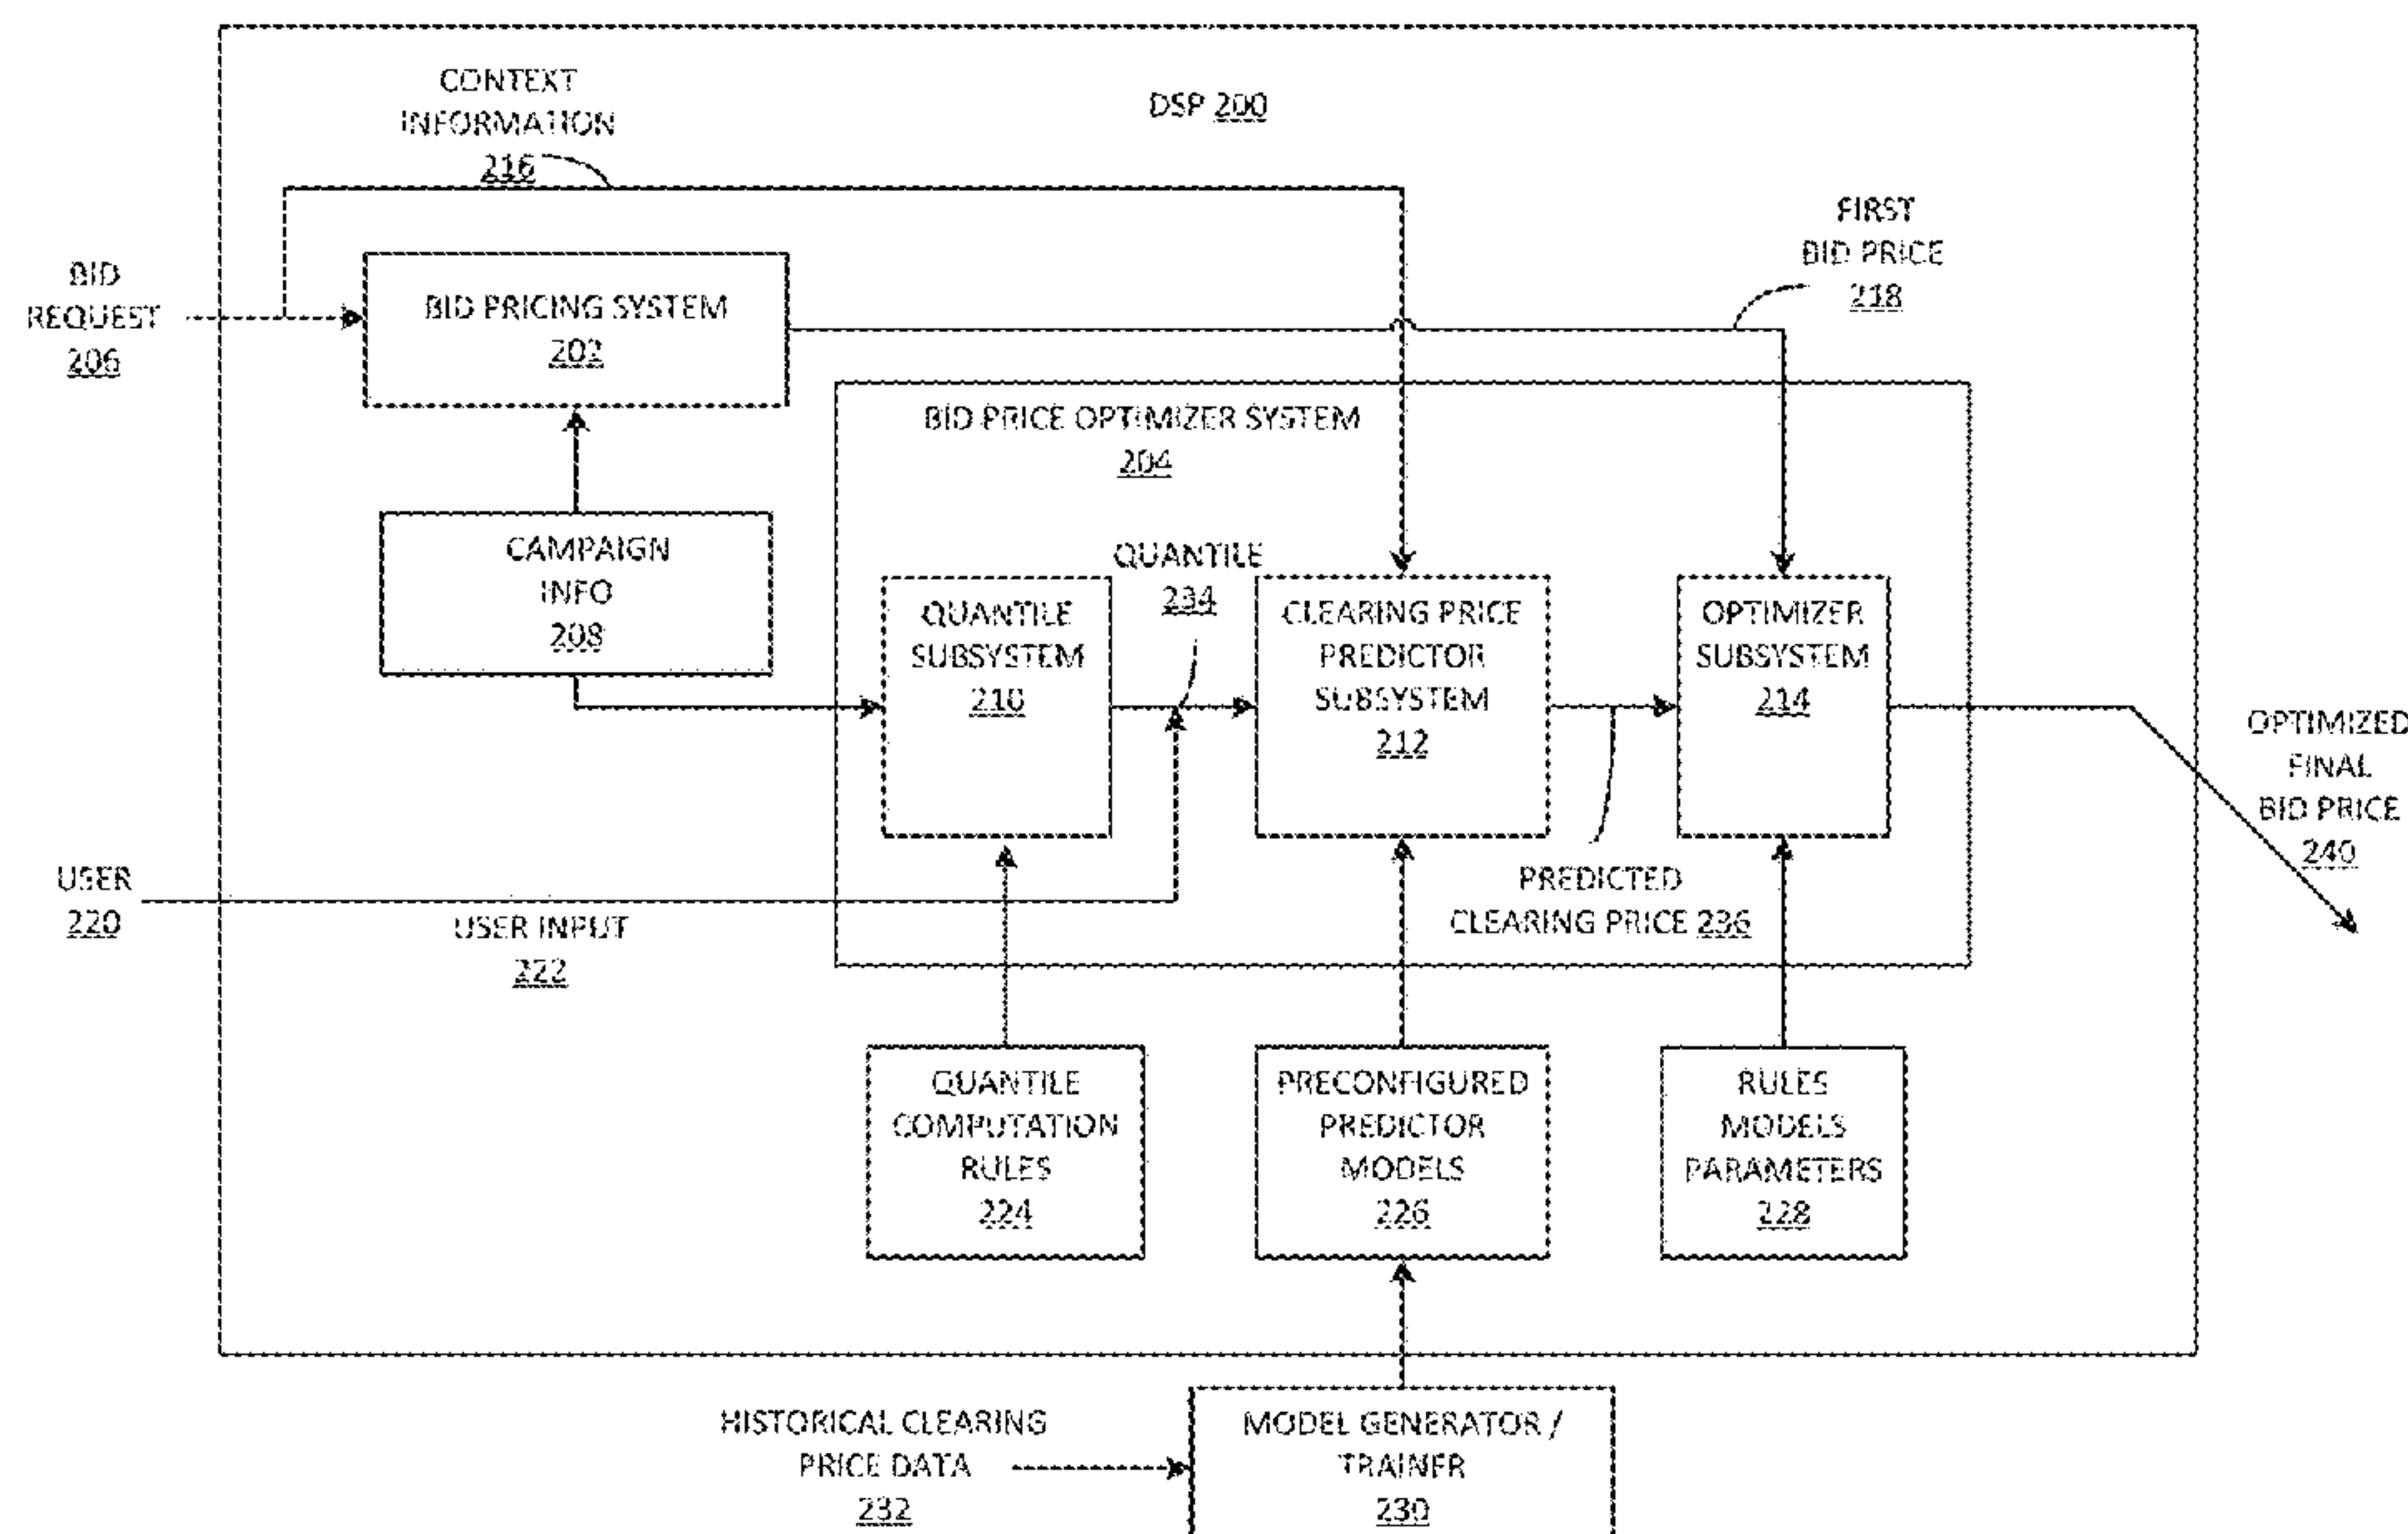 CONTEXT
INFORMATION
216
DSP 200
FIRST
BID PRICE
218
BID
REQUEST
206
BID PRICING SYSTEM
202
BID PRICE OPTIMIZER SYSTEM
204
CAMPAIGN
INFO
208
QUANTILE
234
QUANTILE
SUBSYSTEM
210
CLEARING PRICE
PREDICTOR
SUBSYSTEM
212
OPTIMIZER
SUBSYSTEM
214
OPTIMIZED
FINAL
BID PRICE
240
USER
220
USER INPUT
222
PREDICTED
CLEARING PRICE 236
QUANTILE
COMPUTATION
RULES
224
PRECONFIGURED
PREDICTOR
MODELS
226
RULES
MODELS
PARAMETERS
228
HISTORICAL CLEARING
PRICE DATA
232
MODEL GENERATOR /
TRAINER
230